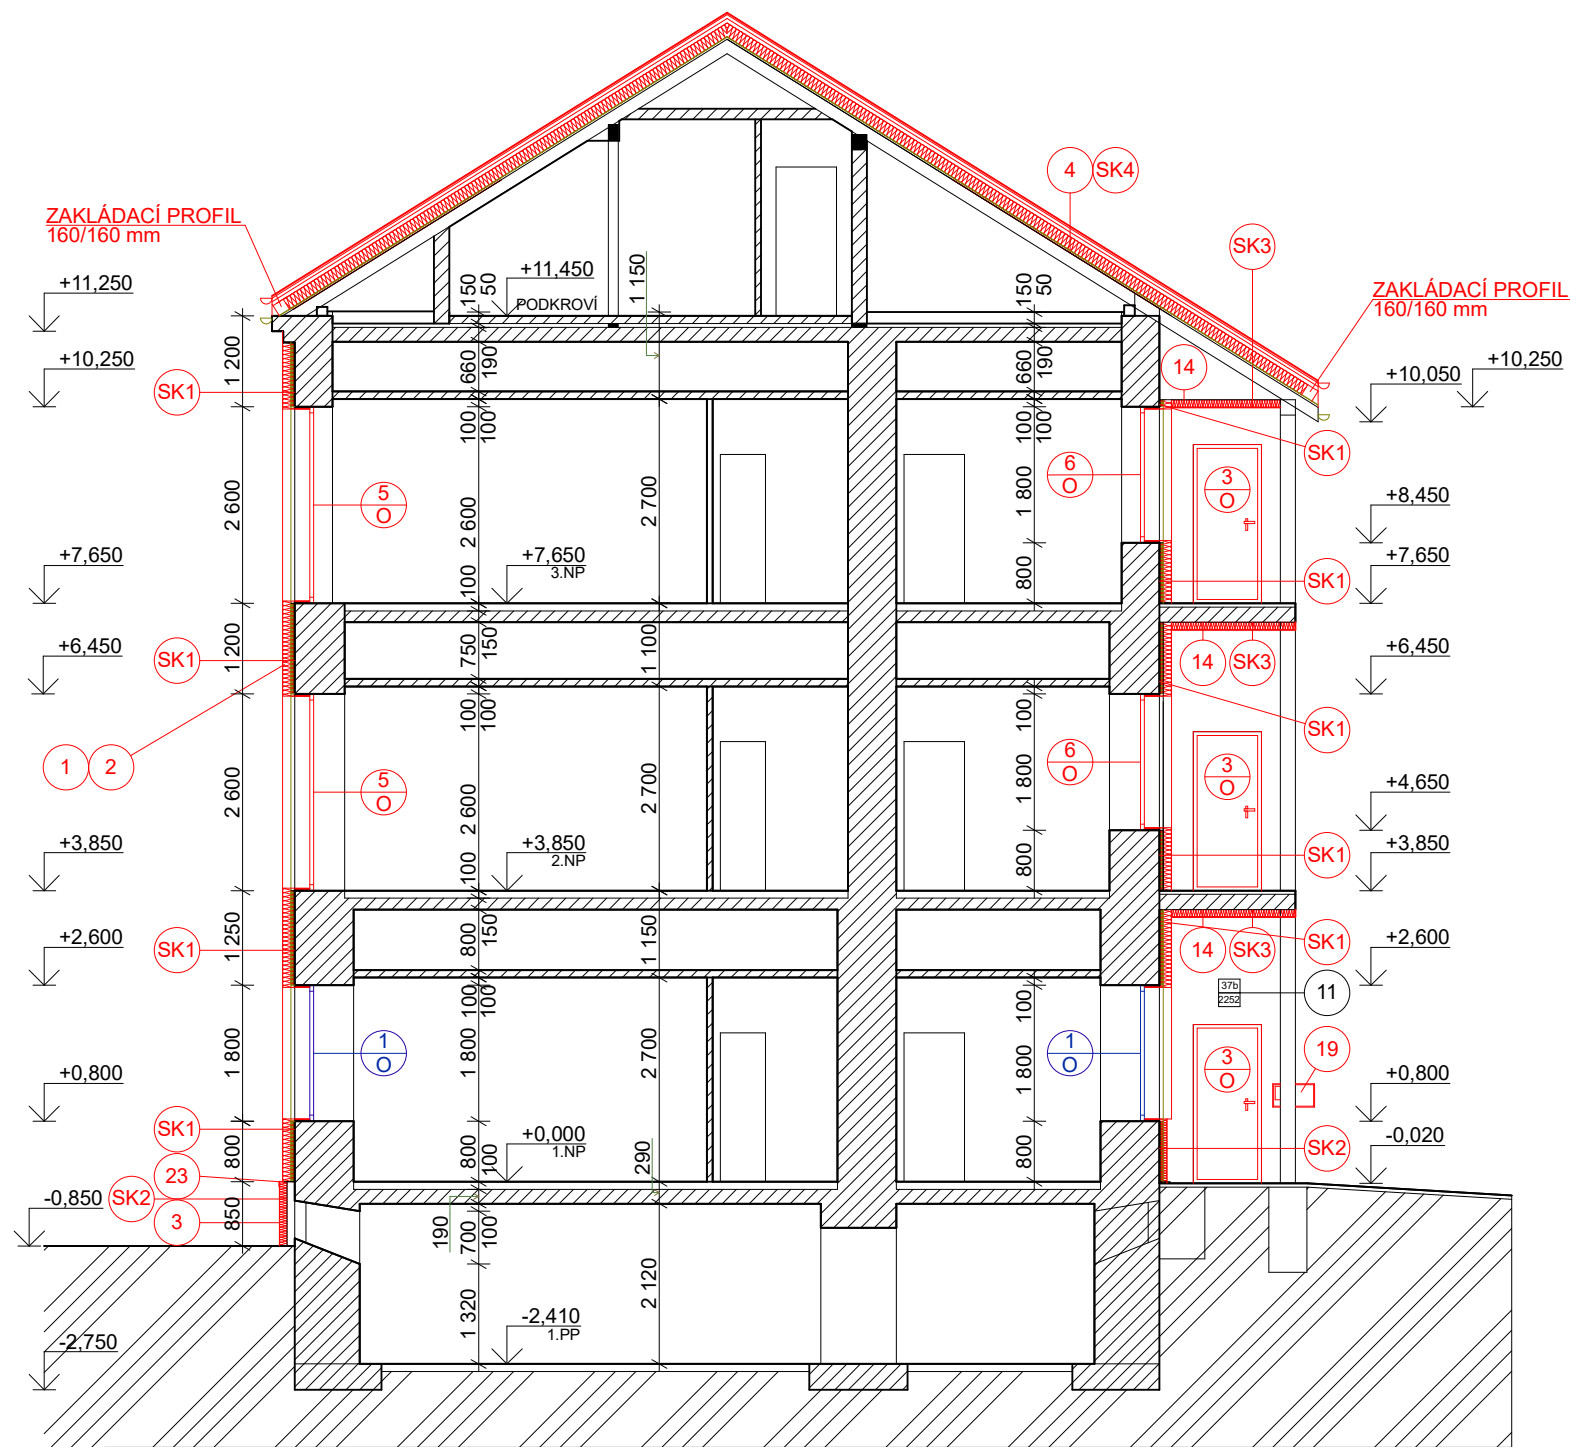 4
SK4
ZAKLÁDACÍ PROFIL
160/160 mm
SK3
+11,250
+11,450
PODKROVÍ
150
50
1 150
150
50
ZAKLÁDACÍ PROFIL
160/160 mm
+10,250
1 200
660
190
660
190
14
+10,050
+10,250
SK1
100
100
100
100
SK1
5
O
6
O
3
O
2 600
2 600
2 700
1 800
+8,450
+7,650
+7,650
3.NP
100
800
SK1
+7,650
+6,450
SK1
1 200
750
150
1 100
14
SK3
+6,450
100
100
100
SK1
1
2
5
O
6
O
3
O
2 600
2 600
2 700
1 800
+4,650
+3,850
+3,850
2.NP
100
800
SK1
+3,850
+2,600
SK1
1 250
800
150
1 150
14
SK3
SK1
+2,600
100
100
100
37b
2252
11
1
O
1
O
3
O
19
1 800
1 800
2 700
1 800
+0,800
+0,800
SK1
800
800
100
+0,000
1.NP
290
800
SK2
-0,020
23
SK2
3
-0,850
850
190
700
100
1 320
2 120
-2,410
1.PP
-2,750